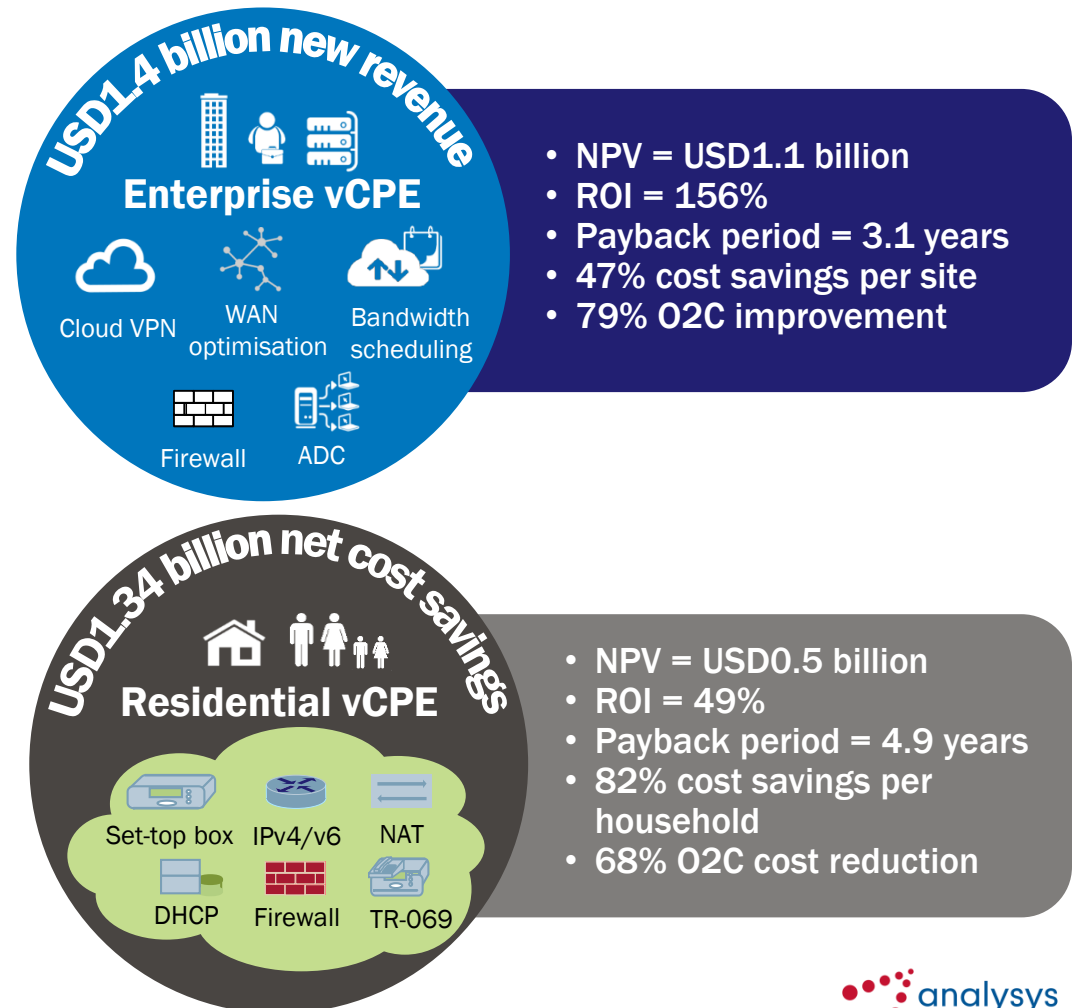 USD1.4 billion new revenue
Enterprise vCPE
Cloud VPN
WAN
optimisation
Bandwidth
scheduling
Firewall
ADC
• NPV = USD1.1 billion
• ROI = 156%
• Payback period = 3.1 years
• 47% cost savings per site
• 79% O2C improvement
USD1.34 billion net cost savings
Residential vCPE
Set-top box
IPv4/v6
NAT
DHCP
Firewall
TR-069
• NPV = USD0.5 billion
• ROI = 49%
• Payback period = 4.9 years
• 82% cost savings per
household
• 68% O2C cost reduction
analysys